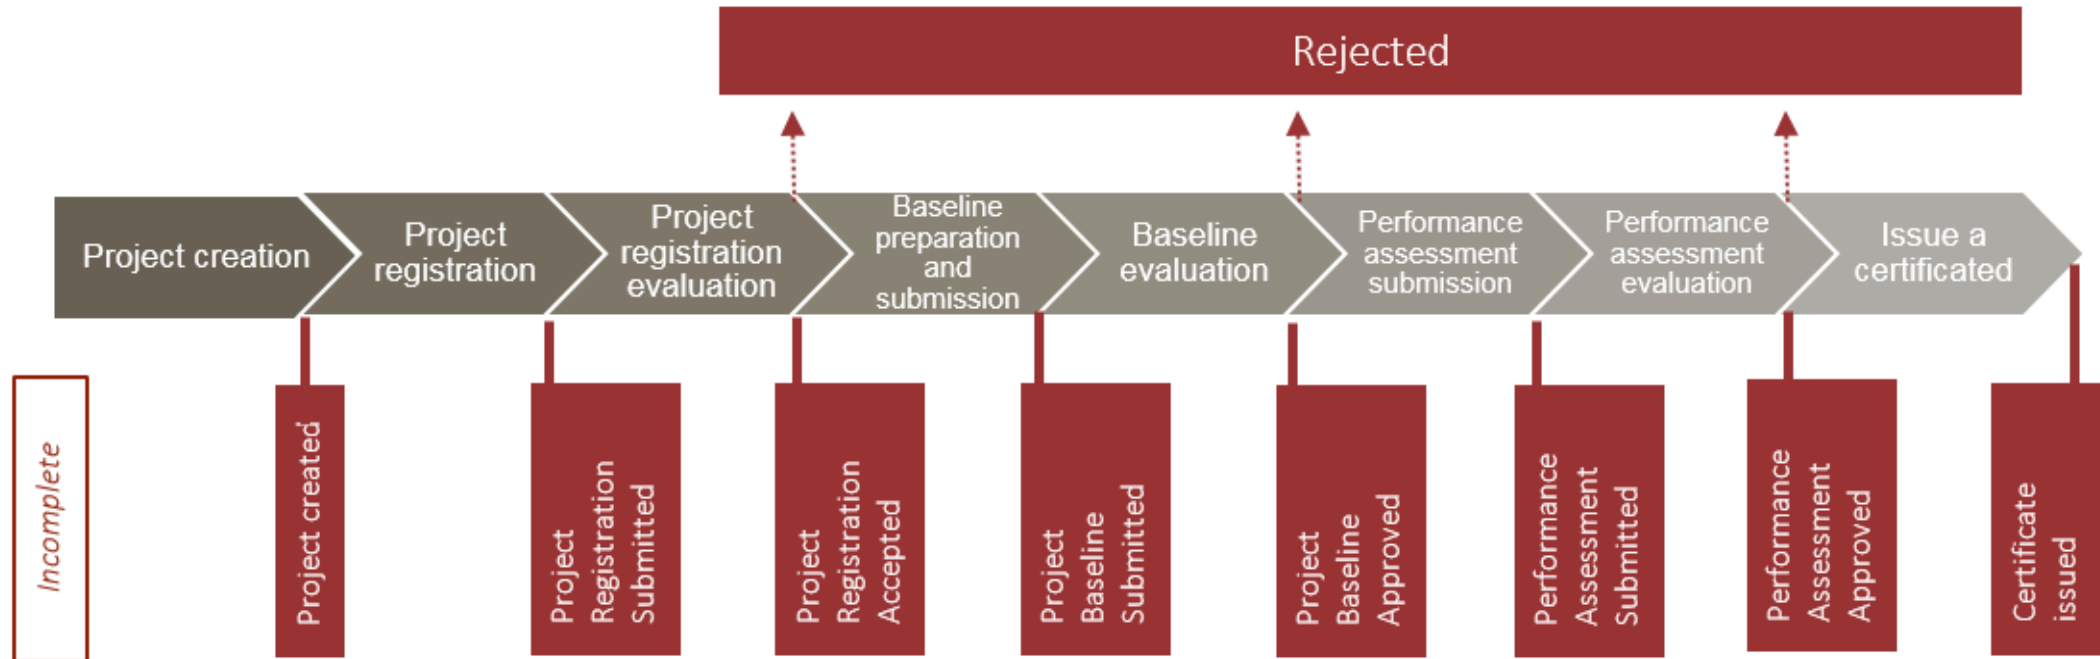 Rejected
Project creation
Project
registration
Project
registration
evaluation
Baseline
preparation
and
submission
Baseline
evaluation
Performance
assessment
submission
Performance
assessment
evaluation
Issue a
certificated
Incomplete
Project created
Project
Registration
Submitted
Project
Registration
Accepted
Project
Baseline
Submitted
Project
Baseline
Approved
Performance
Assessment
Submitted
Performance
Assessment
Approved
Certificate
issued